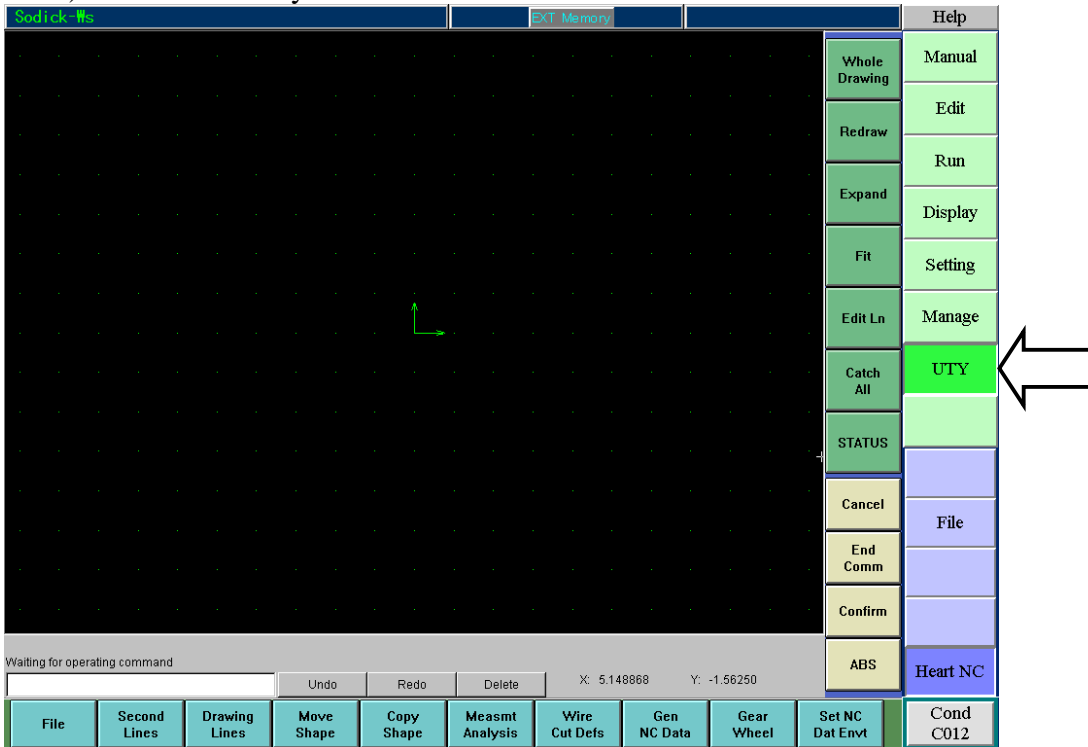 Sodick-Ws
EXT Memory
Help
Whole
Drawing
Redraw
Expand
Fit
Edit Ln
Catch
All
STATUS
Cancel
End
Comm
Confirm
ABS
Manual
Edit
Run
Display
Setting
Manage
UTY
File
Heart NC
Waiting for operating command
Undo
Redo
Delete
X: 5.148868 Y: -1.56250
File
Second
Lines
Drawing
Lines
Move
Shape
Copy
Shape
Measmt
Analysis
Wire
Cut Defs
Gen
NC Data
Gear
Wheel
Set NC
Dat Envt
Cond
C012